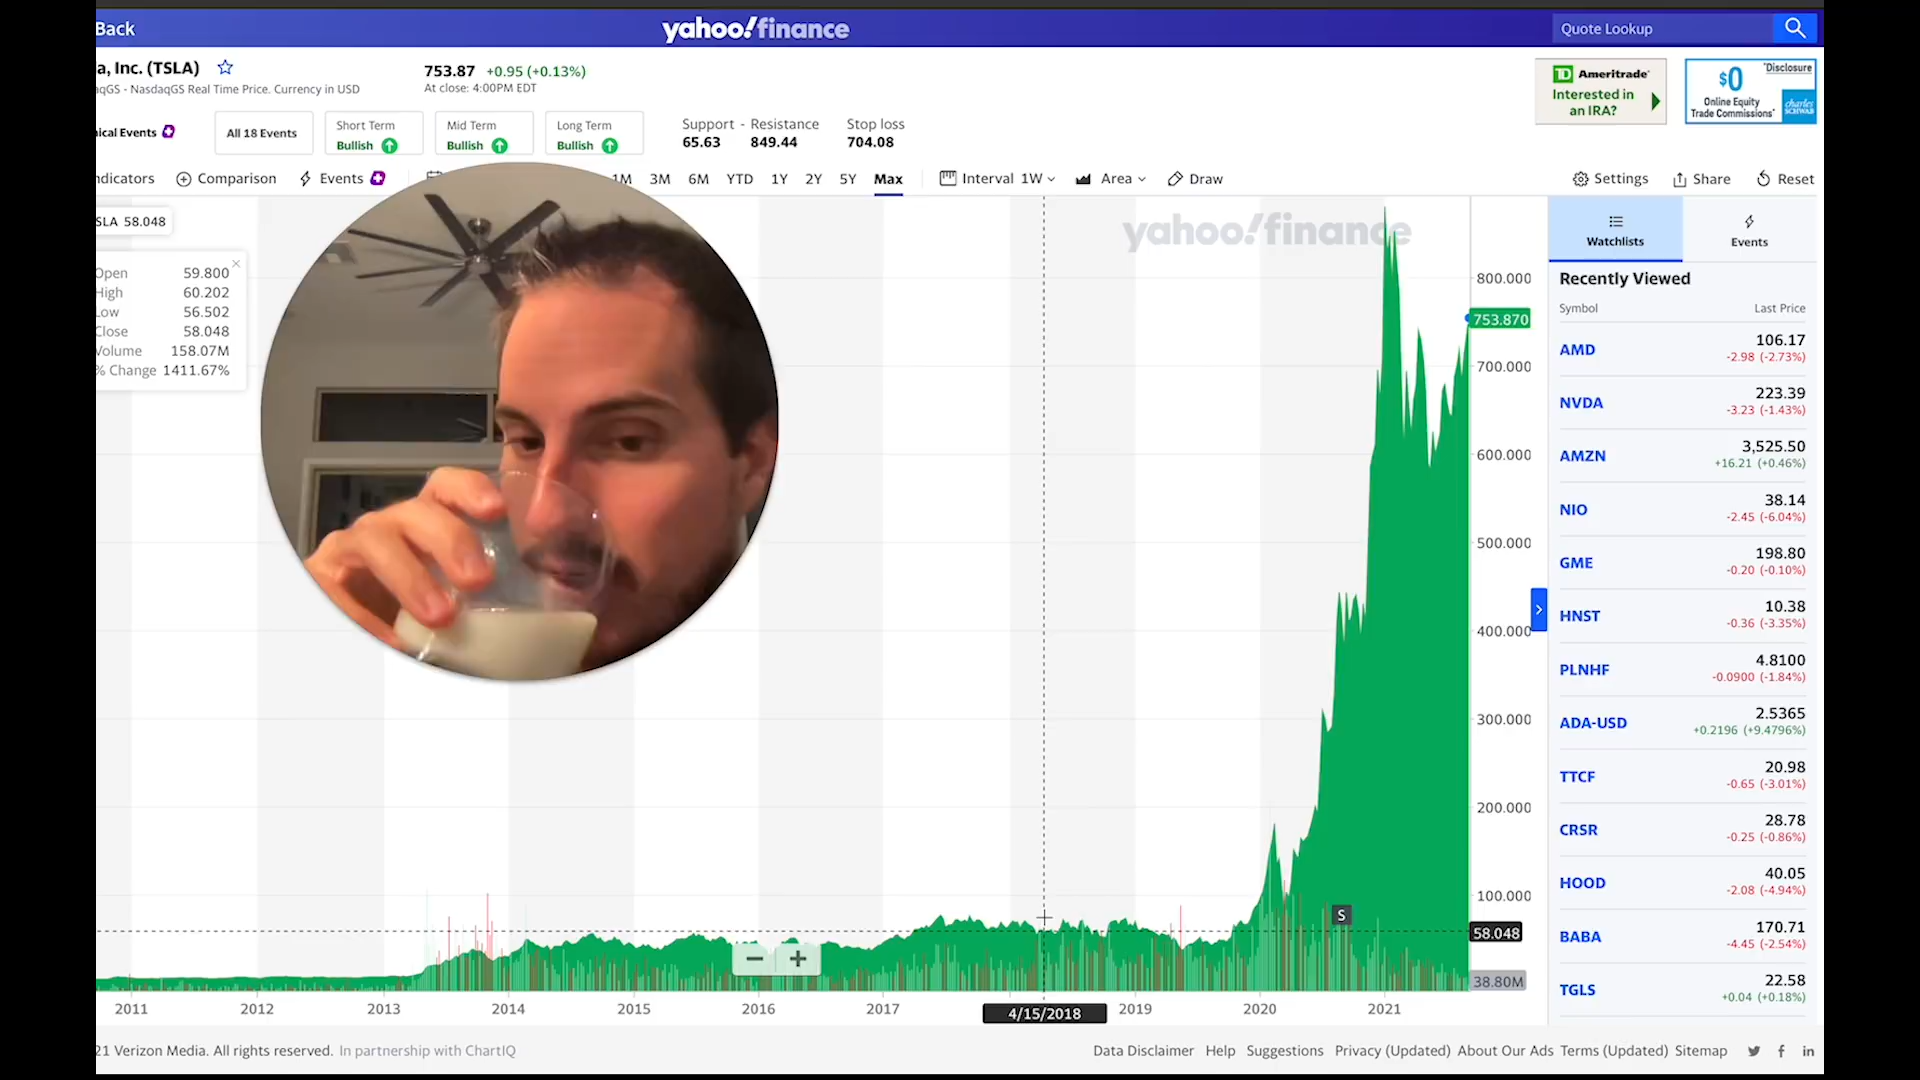 Back
yahoo!finance
Quote Lookup
a, Inc. (TSLA)
753.87 +0.95 (+0.13%)
At close: 4:00PM EDT
qGS - NasdaqGS Real Time Price. Currency in USD
TD Ameritrade
Interested in
an IRA?
*Disclosure
$0
Online Equity
Trade Commissions*
charles
SCHWAB
ical Events
All 18 Events
Short Term
Bullish
Mid Term
Bullish
Long Term
Bullish
Support - Resistance
65.63 849.44
Stop loss
704.08
ndicators
Comparison
Events
1M 3M 6M YTD 1Y 2Y 5Y Max
Interval 1W
Area
Draw
Settings
Share
Reset
SLA 58.048
Open 59.800
High 60.202
Low 56.502
Close 58.048
Volume 158.07M
% Change 1411.67%
yahoo!finance
800.000
753.870
700.000
600.000
500.000
400.000
300.000
200.000
100.000
58.048
38.80M
S
2011 2012 2013 2014 2015 2016 2017 4/15/2018 2019 2020 2021
Watchlists
Events
Recently Viewed
Symbol Last Price
AMD 106.17
-2.98 (-2.73%)
NVDA 223.39
-3.23 (-1.43%)
AMZN 3,525.50
+16.21 (+0.46%)
NIO 38.14
-2.45 (-6.04%)
GME 198.80
-0.20 (-0.10%)
HNST 10.38
-0.36 (-3.35%)
PLNHF 4.8100
-0.0900 (-1.84%)
ADA-USD 2.5365
+0.2196 (+9.4796%)
TTCF 20.98
-0.65 (-3.01%)
CRSR 28.78
-0.25 (-0.86%)
HOOD 40.05
-2.08 (-4.94%)
BABA 170.71
-4.45 (-2.54%)
TGLS 22.58
+0.04 (+0.18%)
21 Verizon Media. All rights reserved. In partnership with ChartIQ
Data Disclaimer Help Suggestions Privacy (Updated) About Our Ads Terms (Updated) Sitemap